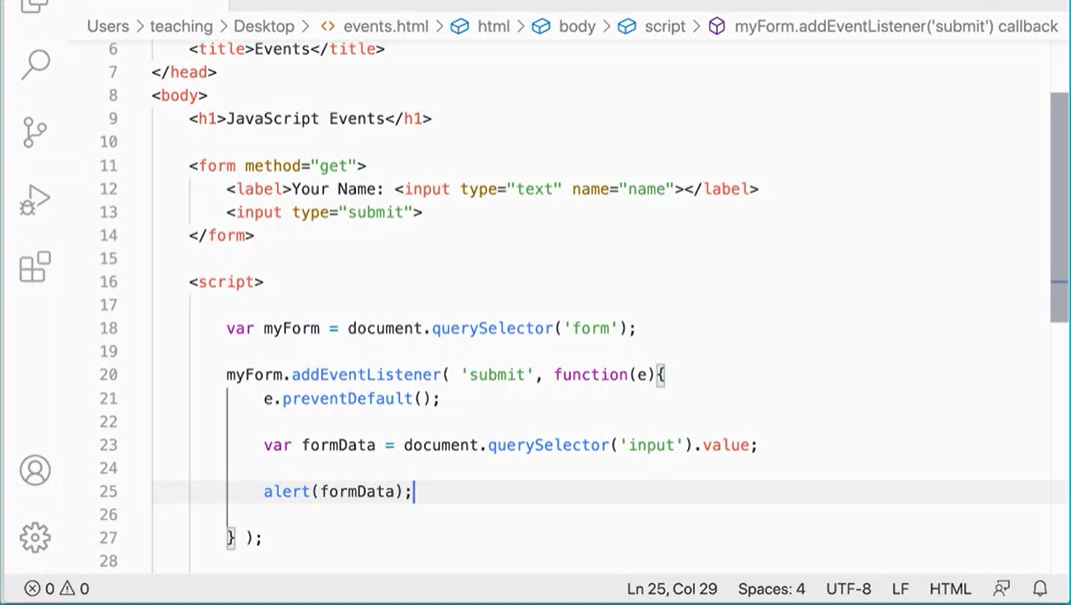 Users > teaching > Desktop > <> events.html > html > body > script > myForm.addEventListener('submit') callback
6 <title>Events</title>
7 </head>
8 <body>
9 <h1>JavaScript Events</h1>
10
11 <form method="get">
12 <label>Your Name: <input type="text" name="name"></label>
13 <input type="submit">
14 </form>
15
16 <script>
17
18 var myForm = document.querySelector('form');
19
20 myForm.addEventListener( 'submit', function(e){
21 e.preventDefault();
22
23 var formData = document.querySelector('input').value;
24
25 alert(formData);
26
27 } );
28
0 0 Ln 25, Col 29 Spaces: 4 UTF-8 LF HTML